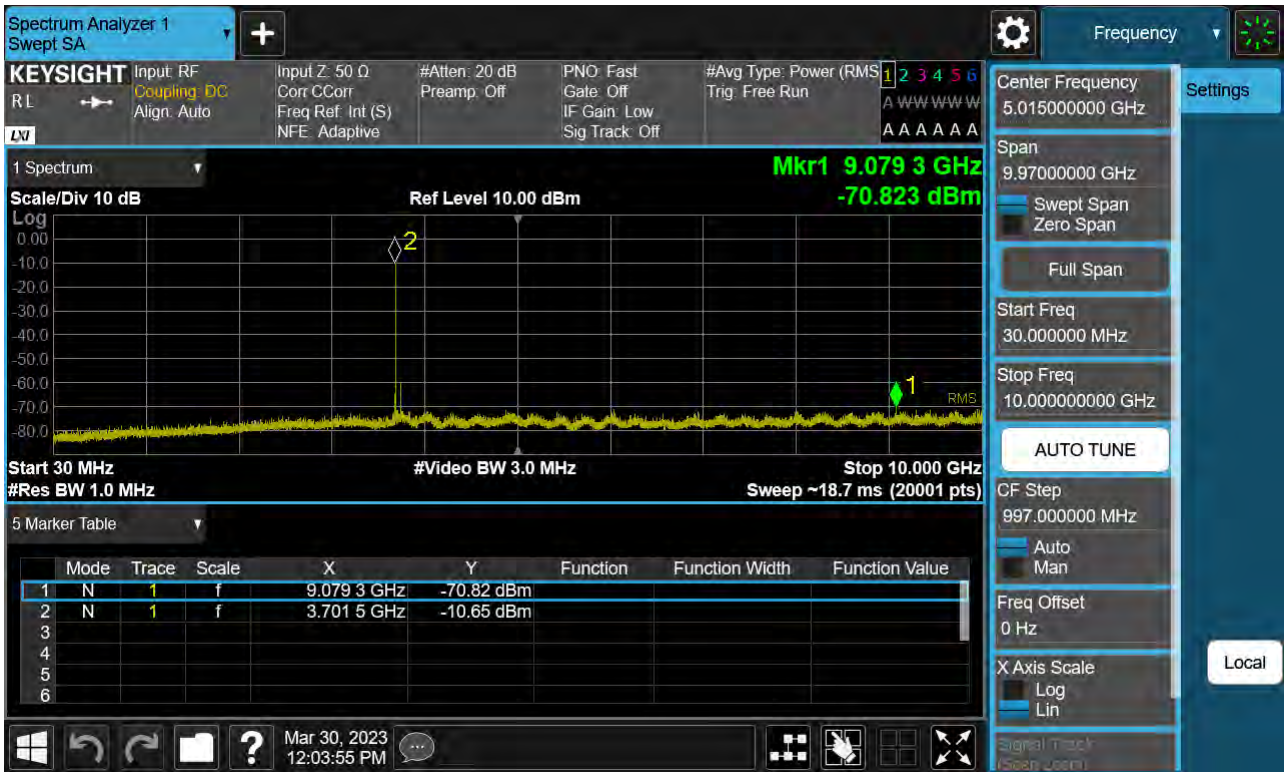 Spectrum Analyzer 1
Swept SA
Frequency
KEYSIGHT
Input: RF
Input Z: 50 Ω
#Atten: 20 dB
PNO: Fast
#Avg Type: Power (RMS
1 2 3 4 5 6
R L
Coupling: DC
Corr CCorr
Preamp: Off
Gate: Off
Trig: Free Run
Align: Auto
Freq Ref: Int (S)
IF Gain: Low
A WW WW W
LXI
NFE: Adaptive
Sig Track: Off
A A A A A A
1 Spectrum
Mkr1 9.079 3 GHz
-70.823 dBm
Scale/Div 10 dB
Ref Level 10.00 dBm
Log
0.00
-10.0
-20.0
-30.0
-40.0
-50.0
-60.0
-70.0
-80.0
2
1
RMS
Start 30 MHz
#Video BW 3.0 MHz
Stop 10.000 GHz
#Res BW 1.0 MHz
Sweep ~18.7 ms (20001 pts)
5 Marker Table
Mode Trace Scale X Y Function Function Width Function Value
1 N 1 f 9.079 3 GHz -70.82 dBm
2 N 1 f 3.701 5 GHz -10.65 dBm
3
4
5
6
Mar 30, 2023
12:03:55 PM
Center Frequency
5.015000000 GHz
Settings
Span
9.97000000 GHz
Swept Span
Zero Span
Full Span
Start Freq
30.000000 MHz
Stop Freq
10.000000000 GHz
AUTO TUNE
CF Step
997.000000 MHz
Auto
Man
Freq Offset
0 Hz
X Axis Scale
Log
Lin
Local
Signal Track
(Span Zoom)